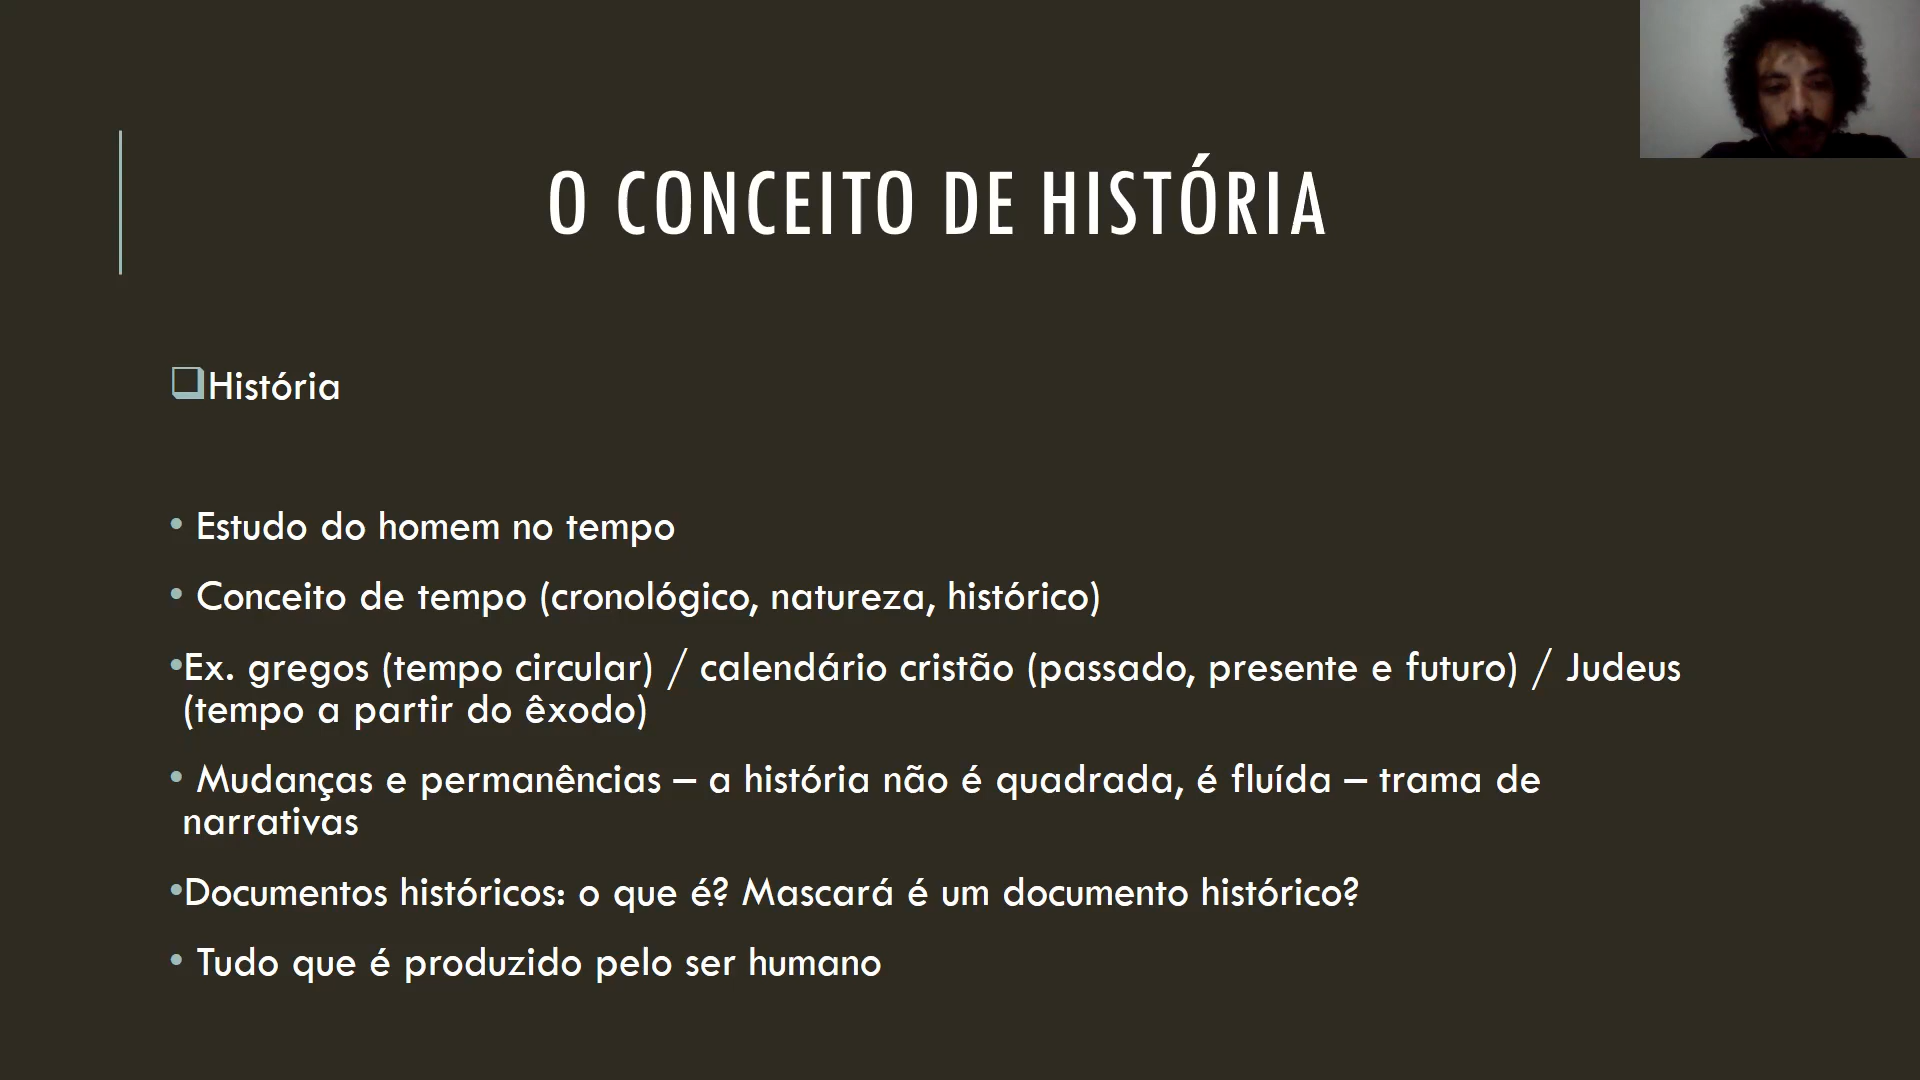 O CONCEITO DE HISTÓRIA
História
• Estudo do homem no tempo
• Conceito de tempo (cronológico, natureza, histórico)
•Ex. gregos (tempo circular) / calendário cristão (passado, presente e futuro) / Judeus
(tempo a partir do êxodo)
• Mudanças e permanências – a história não é quadrada, é fluída – trama de
narrativas
•Documentos históricos: o que é? Mascará é um documento histórico?
• Tudo que é produzido pelo ser humano